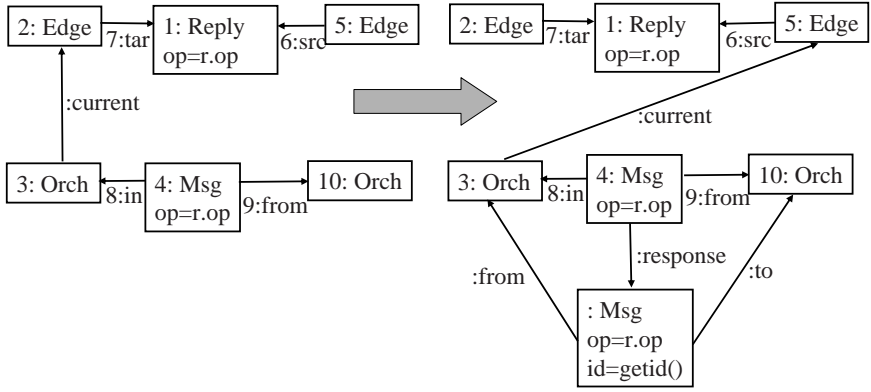 2: Edge
7:tar
1: Reply
op=r.op
6:src
5: Edge
:current
3: Orch
8:in
4: Msg
op=r.op
9:from
10: Orch
2: Edge
7:tar
1: Reply
op=r.op
6:src
5: Edge
:current
3: Orch
8:in
4: Msg
op=r.op
9:from
10: Orch
:from
:response
:to
: Msg
op=r.op
id=getid()